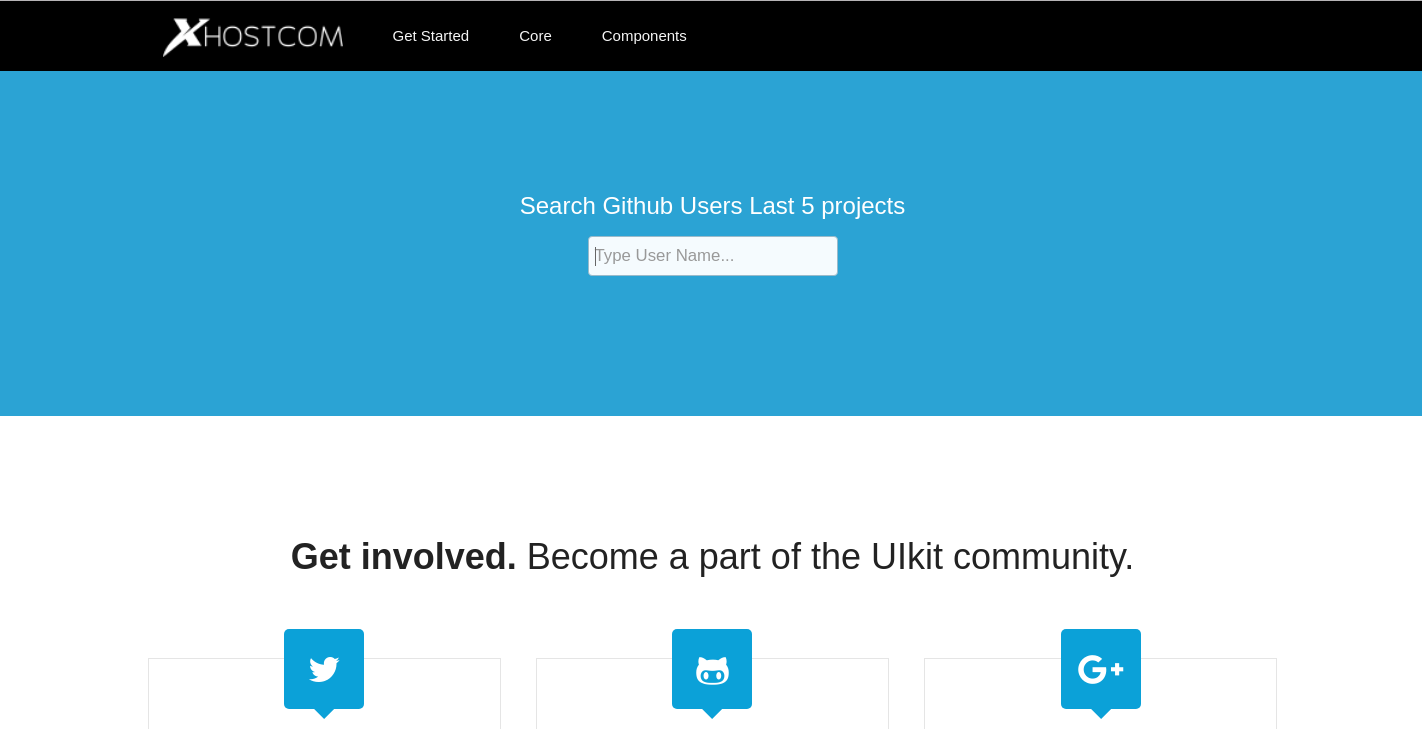 XHOSTCOM Get Started Core Components
Search Github Users Last 5 projects
Type User Name...
Get involved. Become a part of the UIkit community.
G+